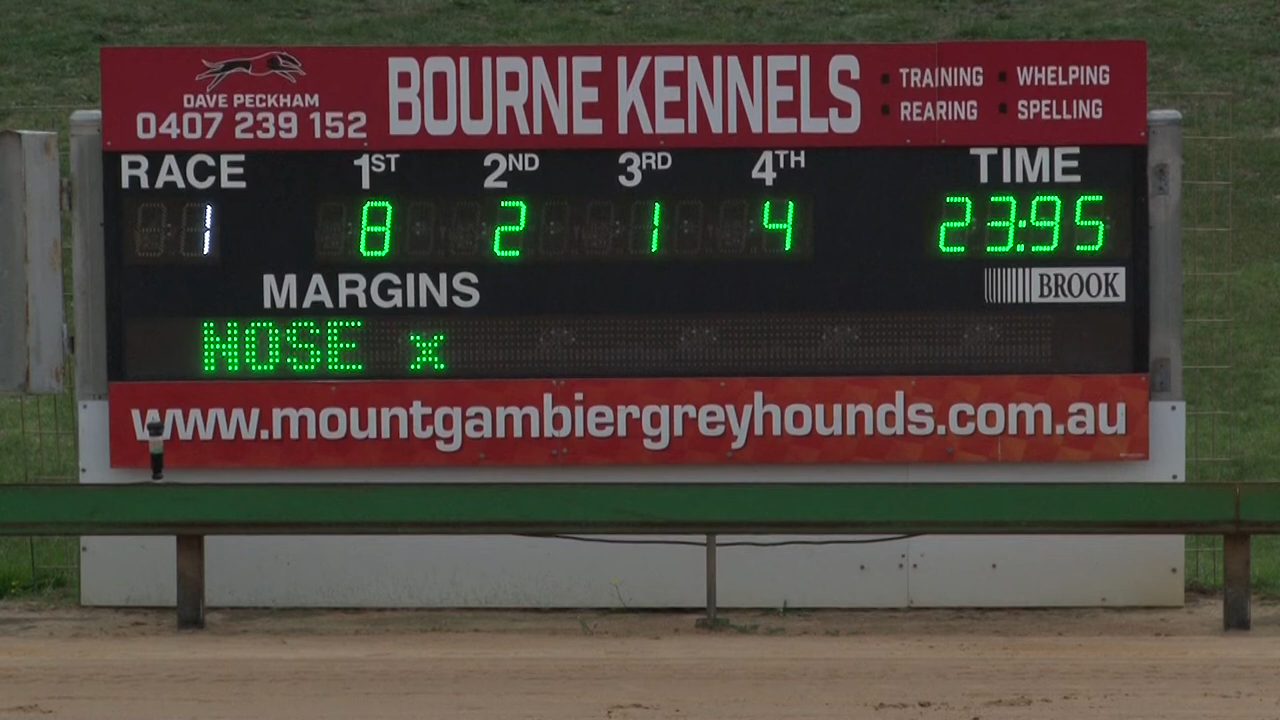 BOURNE KENNELS
DAVE PECKHAM
0407 239 152
TRAINING WHELPING
REARING SPELLING
RACE 1ST 2ND 3RD 4TH TIME
1 8 2 1 4 23:95
MARGINS
BROOK
NOSE x
www.mountgambiergreyhounds.com.au